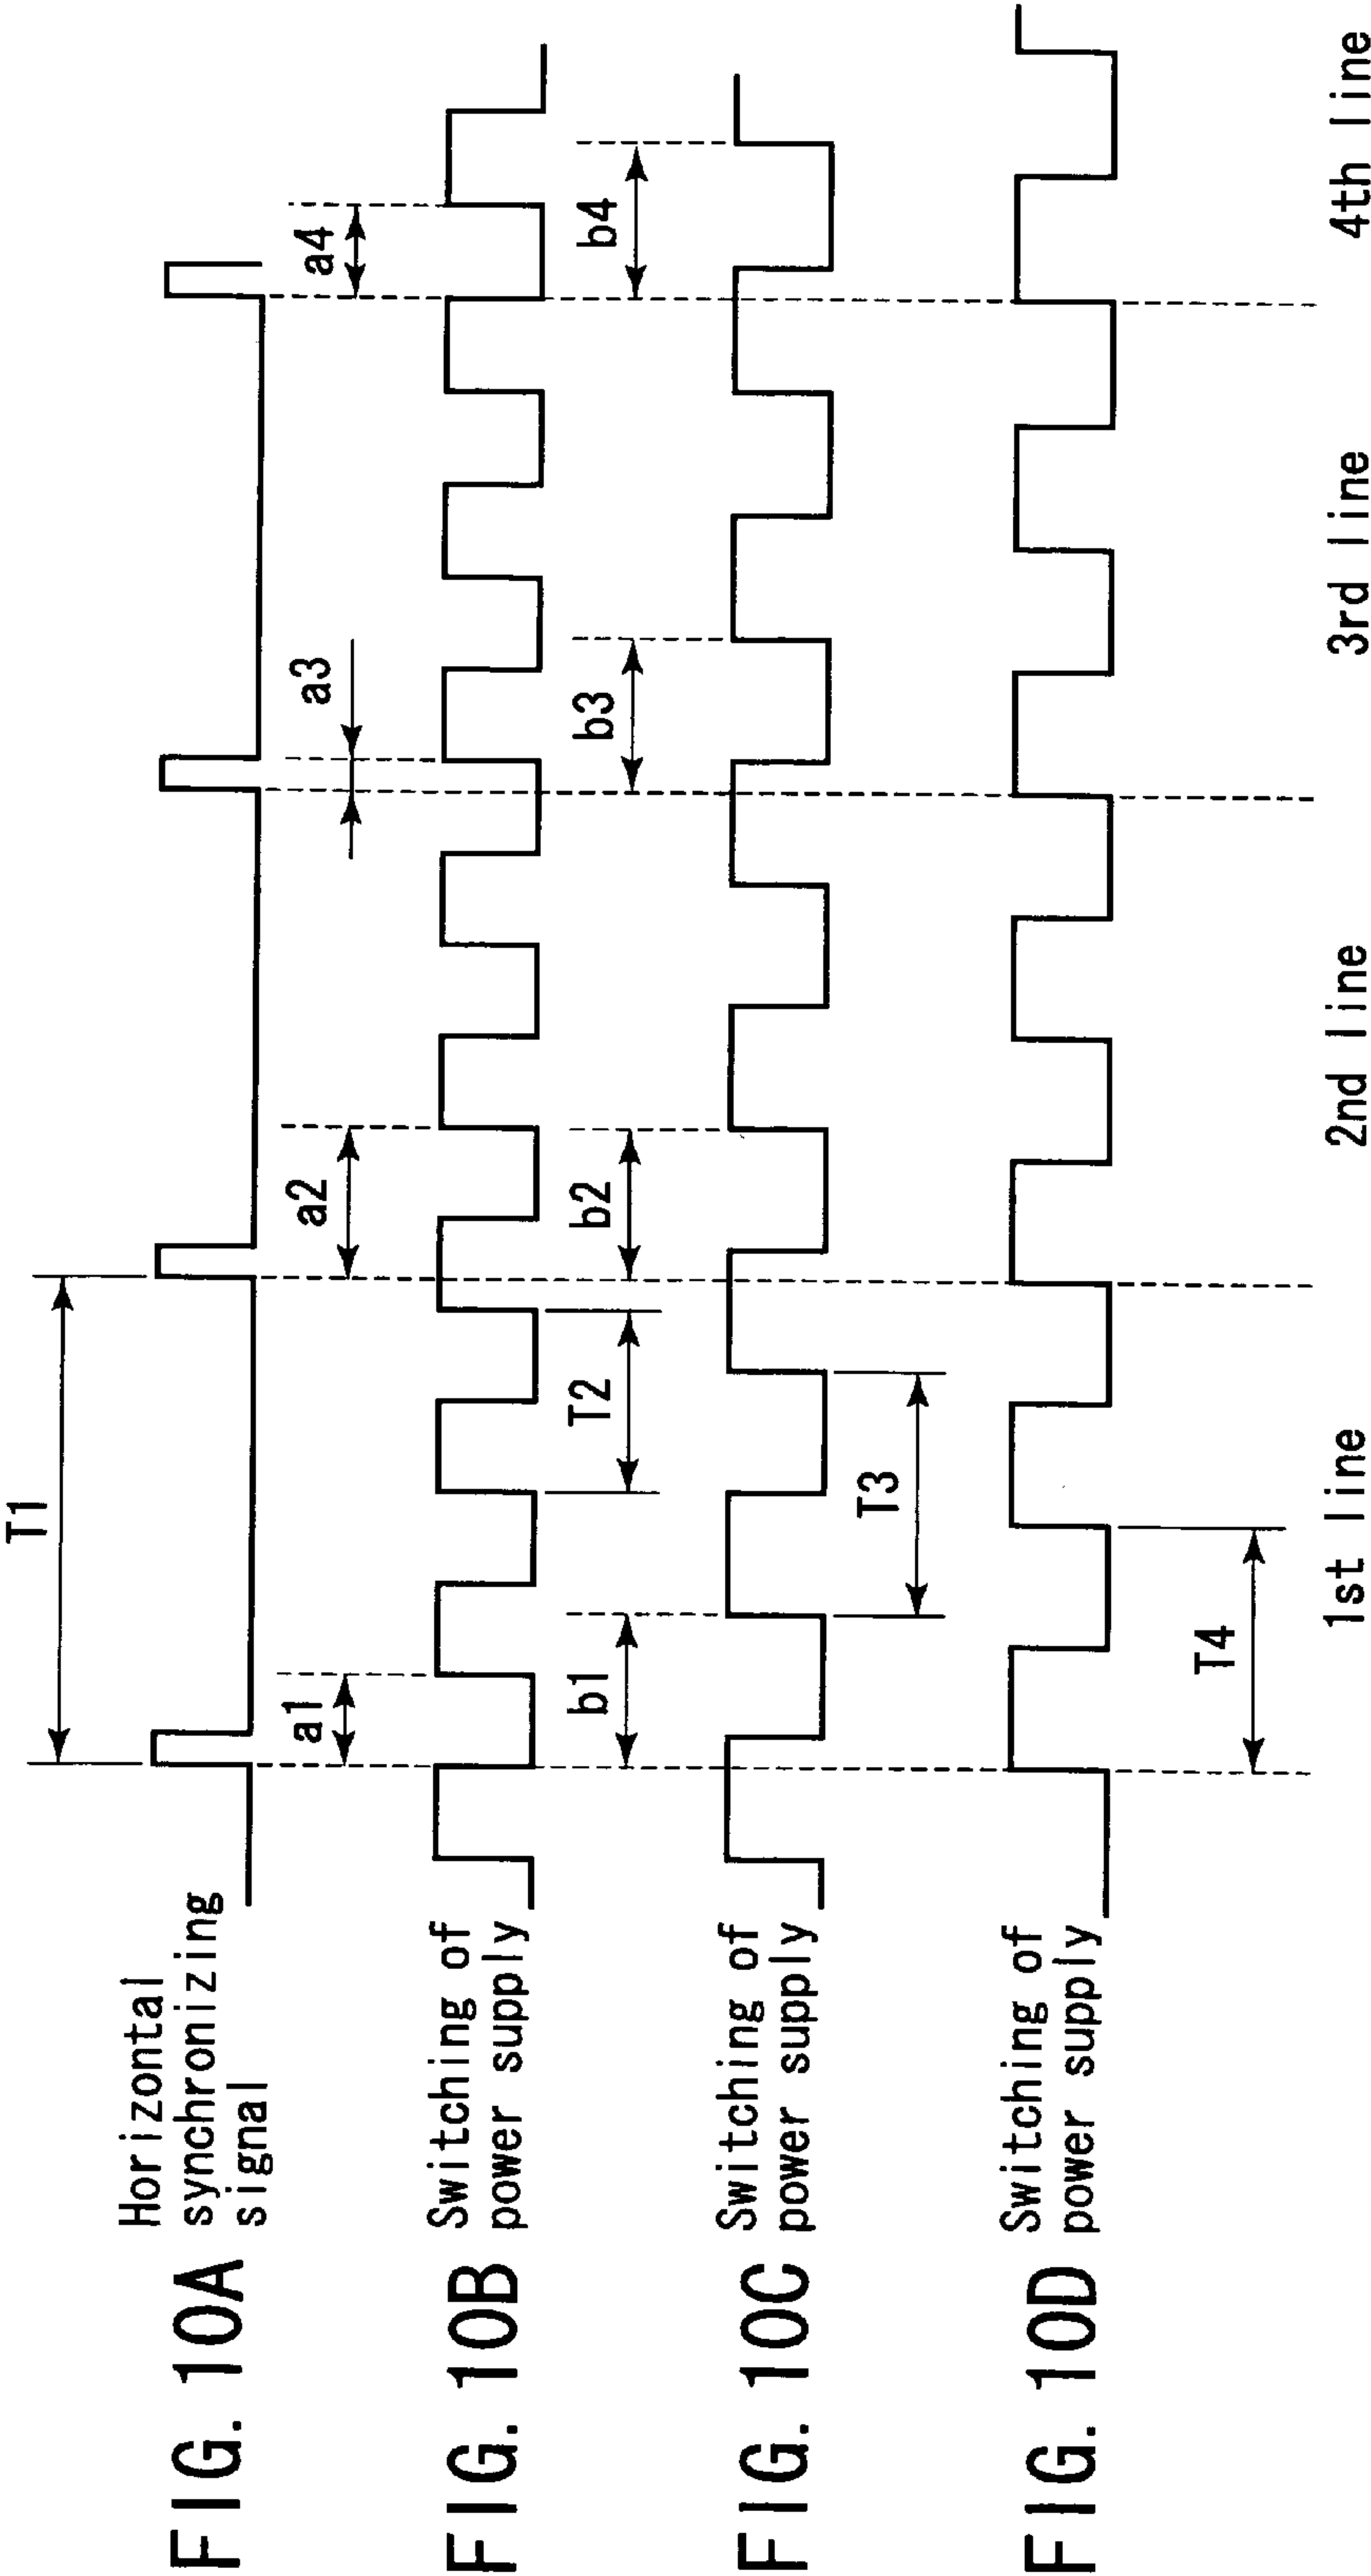 T1
FIG. 10A
Horizontal
synchronizing
signal
a1
a2
a3
a4
FIG. 10B
Switching of
power supply
b1
T2
b2
b3
b4
FIG. 10C
Switching of
power supply
T3
FIG. 10D
Switching of
power supply
T4
1st line
2nd line
3rd line
4th line